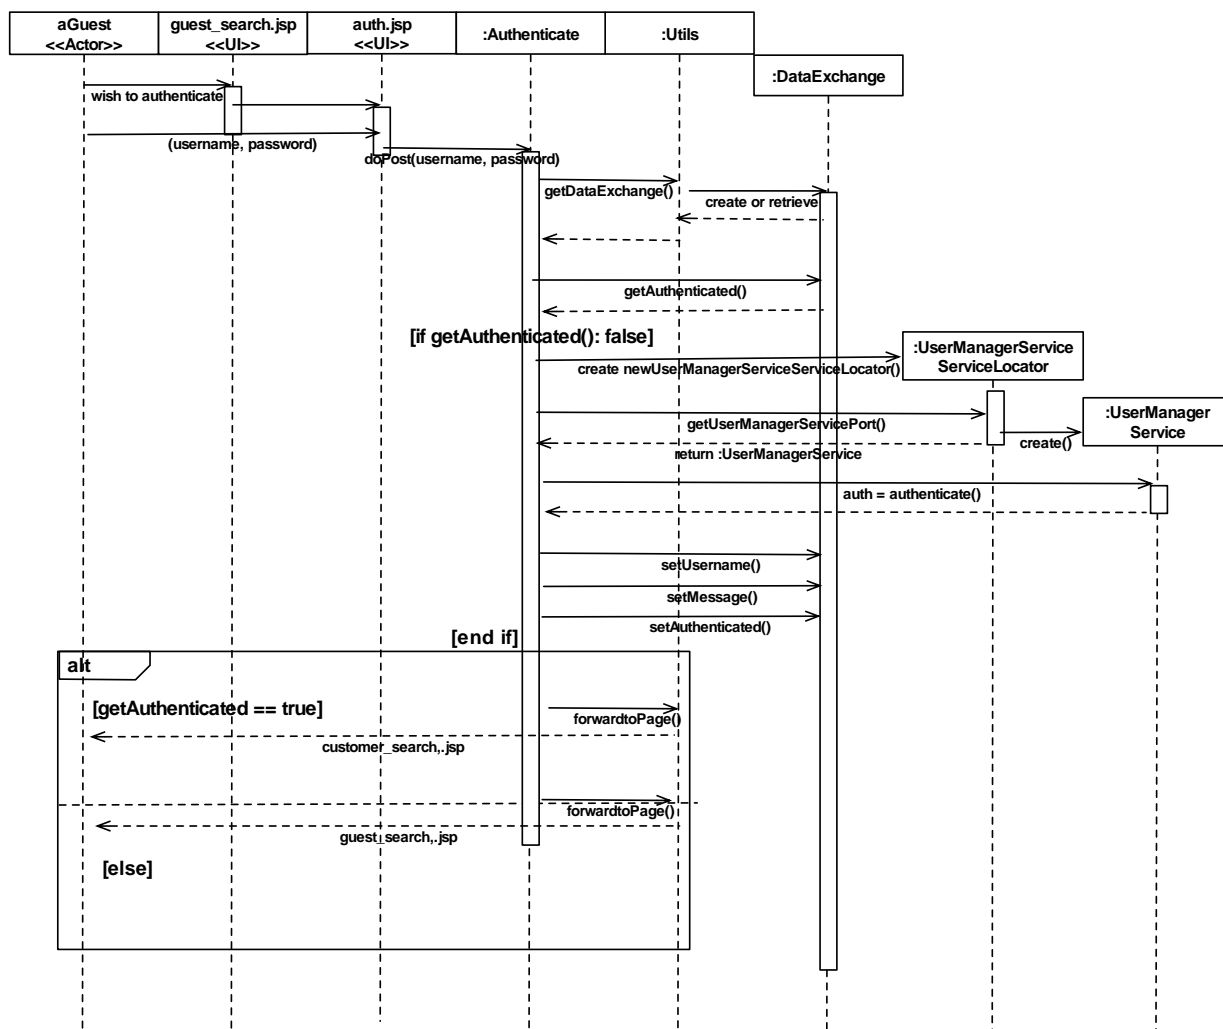 aGuest
<<Actor>>
guest_search.jsp
<<UI>>
auth.jsp
<<UI>>
:Authenticate
:Utils
:DataExchange
wish to authenticate
(username, password)
doPost(username, password)
getDataExchange()
create or retrieve
getAuthenticated()
[if getAuthenticated(): false]
:UserManagerService
ServiceLocator
create newUserManagerServiceServiceLocator()
:UserManager
Service
getUserManagerServicePort()
create()
return :UserManagerService
auth = authenticate()
setUsername()
setMessage()
setAuthenticated()
[end if]
alt
[getAuthenticated == true]
forwardtoPage()
customer_search,.jsp
forwardtoPage()
guest_search,.jsp
[else]